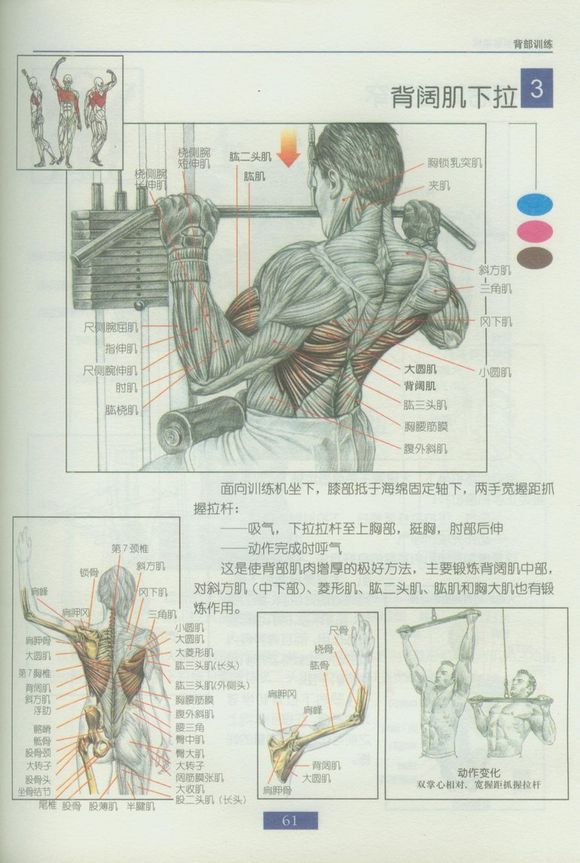 背部训练
背阔肌下拉
3
桡侧腕
长伸肌
桡侧腕
短伸肌
肱二头肌
肱肌
胸锁乳突肌
夹肌
斜方肌
三角肌
冈下肌
小圆肌
尺侧腕屈肌
指伸肌
尺侧腕伸肌
肘肌
肱桡肌
大圆肌
背阔肌
肱三头肌
胸腰筋膜
腹外斜肌
面向训练机坐下，膝部抵于海绵固定轴下，两手宽握距抓
握拉杆：
——吸气，下拉拉杆至上胸部，挺胸，肘部后伸
——动作完成时呼气
这是使背部肌肉增厚的极好方法，主要锻炼背阔肌中部，
对斜方肌（中下部）、菱形肌、肱二头肌、肱肌和胸大肌也有锻
炼作用。
第7颈椎
斜方肌
锁骨
冈下肌
肩峰
肩胛冈
三角肌
肩胛骨
大圆肌
第7胸椎
背阔肌
斜方肌
浮肋
髂嵴
骶骨
股骨颈
大转子
股骨头
坐骨结节
尾椎
股骨
股薄肌
半腱肌
小圆肌
大圆肌
大菱形肌
肱三头肌(长头)
肱三头肌(外侧头)
胸腰筋膜
腹外斜肌
腰三角
臀中肌
臀大肌
大转子
阔筋膜张肌
大收肌
股二头肌（长头）
尺骨
桡骨
肱骨
肩胛冈
肩峰
背阔肌
大圆肌
肩胛骨
动作变化
双掌心相对，宽握距抓握拉杆
61